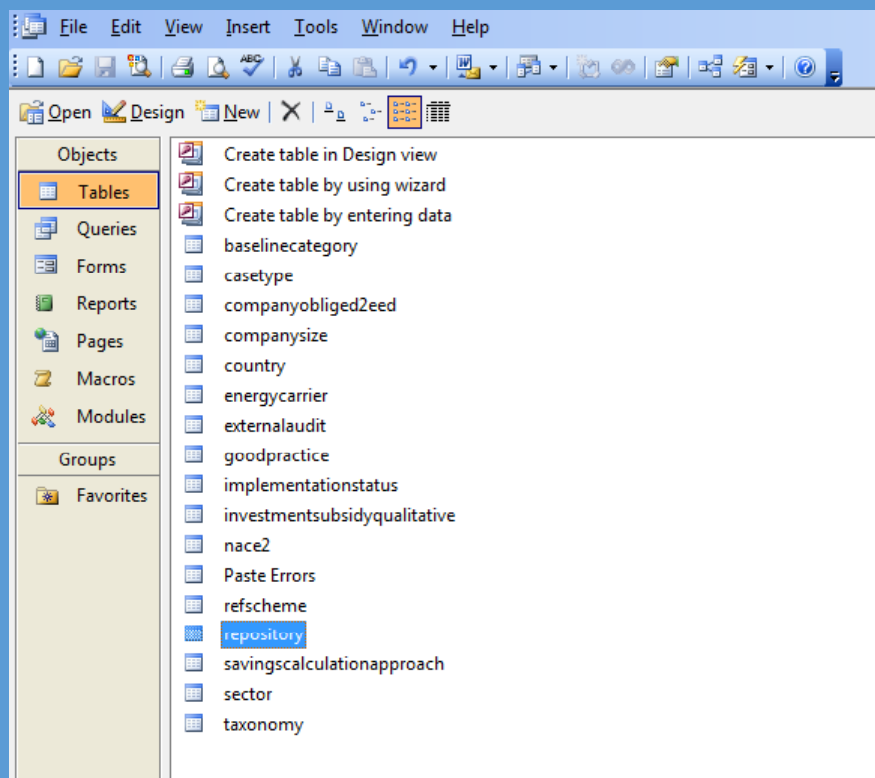 File Edit View Insert Tools Window Help
ABC
Open Design New
Objects
Tables
Queries
Forms
Reports
Pages
Macros
Modules
Groups
Favorites
Create table in Design view
Create table by using wizard
Create table by entering data
baselinecategory
casetype
companyobliged2eed
companysize
country
energycarrier
externalaudit
goodpractice
implementationstatus
investmentsubsidyqualitative
nace2
Paste Errors
refscheme
repository
savingscalculationapproach
sector
taxonomy